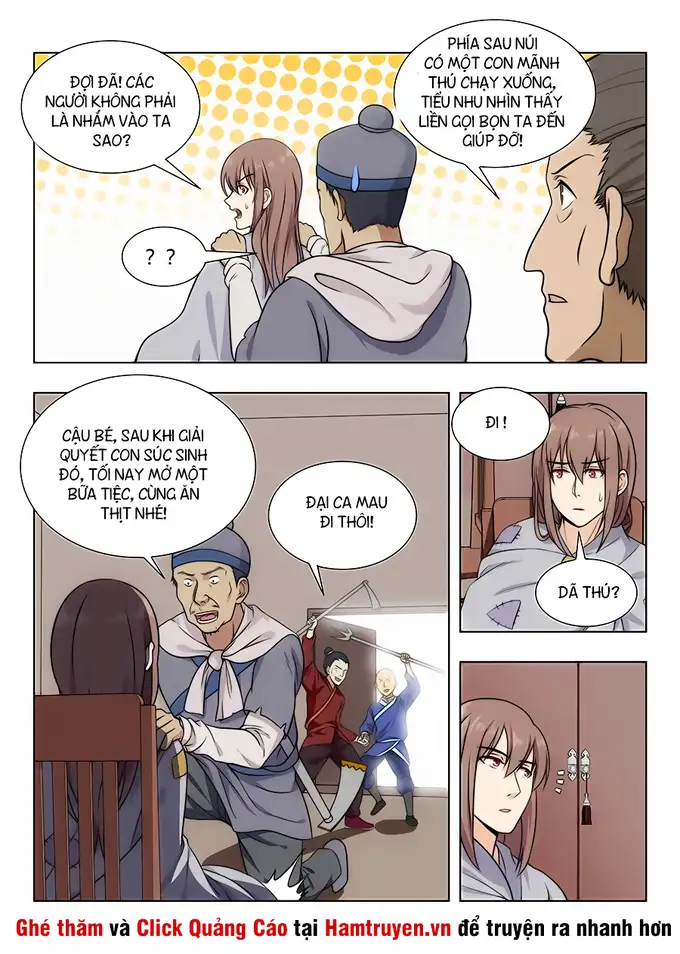 ĐỢI ĐÃ! CÁC
NGƯỜI KHÔNG PHẢI
LÀ NHẮM VÀO TA
SAO?
PHÍA SAU NÚI
CÓ MỘT CON MÃNH
THÚ CHẠY XUỐNG,
TIỂU NHU NHÌN THẤY
LIỀN GỌI BỌN TA ĐẾN
GIÚP ĐỠ!
? ?
CẬU BÉ, SAU KHI GIẢI
QUYẾT CON SÚC SINH
ĐÓ, TỐI NAY MỞ MỘT
BỮA TIỆC, CÙNG ĂN
THỊT NHÉ!
ĐẠI CA MAU
ĐI THÔI!
ĐI !
DÃ THÚ?
Ghé thăm và Click Quảng Cáo tại Hamtruyen.vn để truyện ra nhanh hơn